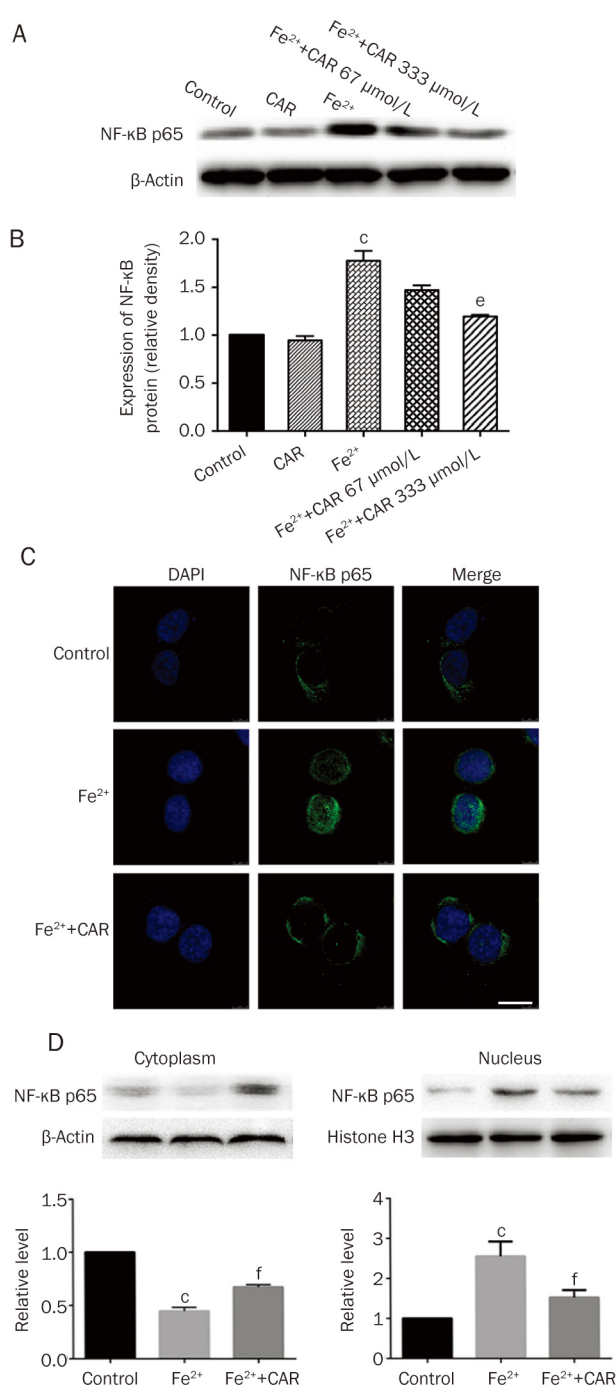 A
Control
CAR
Fe²⁺
Fe²⁺+CAR 67 μmol/L
Fe²⁺+CAR 333 μmol/L
NF-κB p65
β-Actin
B
Expression of NF-κB
protein (relative density)
2.0
1.5
1.0
0.5
0.0
c
e
Control
CAR
Fe²⁺
Fe²⁺+CAR 67 μmol/L
Fe²⁺+CAR 333 μmol/L
C
DAPI
NF-κB p65
Merge
Control
Fe²⁺
Fe²⁺+CAR
D
Cytoplasm
NF-κB p65
β-Actin
Relative level
1.5
1.0
0.5
0
c
f
Control
Fe²⁺
Fe²⁺+CAR
Nucleus
NF-κB p65
Histone H3
Relative level
4
3
2
1
0
c
f
Control
Fe²⁺
Fe²⁺+CAR